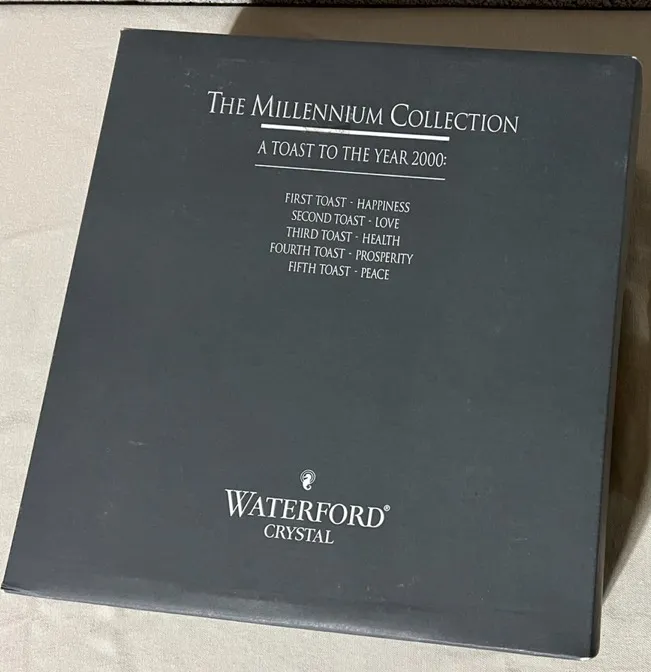 THE MILLENNIUM COLLECTION
A TOAST TO THE YEAR 2000:
FIRST TOAST - HAPPINESS
SECOND TOAST - LOVE
THIRD TOAST - HEALTH
FOURTH TOAST - PROSPERITY
FIFTH TOAST - PEACE
WATERFORD®
CRYSTAL